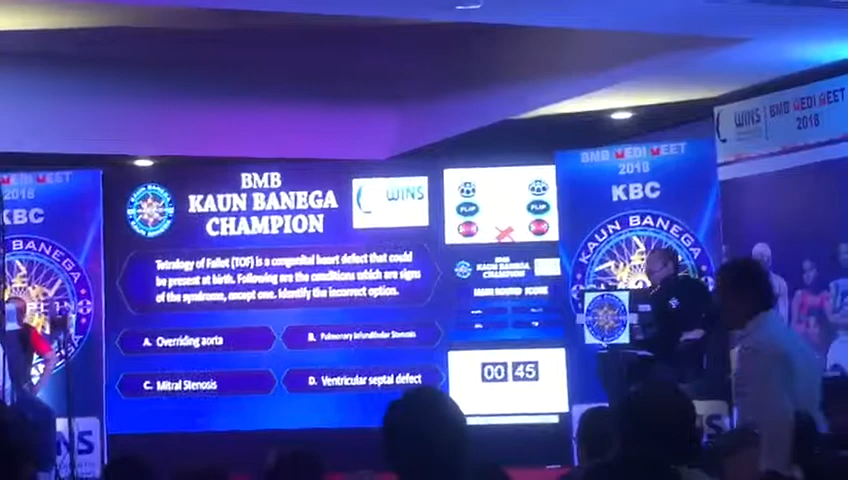 BMB
KAUN BANEGA
CHAMPION
WINS
Tetralogy of Fallot (TOF) is a congenital heart defect that could
be present at birth. Following are the conditions which are signs
of the syndrome, except one. Identify the incorrect option.
A. Overriding aorta
B. Pulmonary Infundibular Stenosis
C. Mitral Stenosis
D. Ventricular septal defect
FLIP
FLIP
KAUN BANEGA
CHAMPION
00 45
BMB MEDI MEET
2018
KBC
KAUN BANEGA
WINS
BMB MEDI MEET
2018
MEET
2018
KBC
BANEGA
WINS